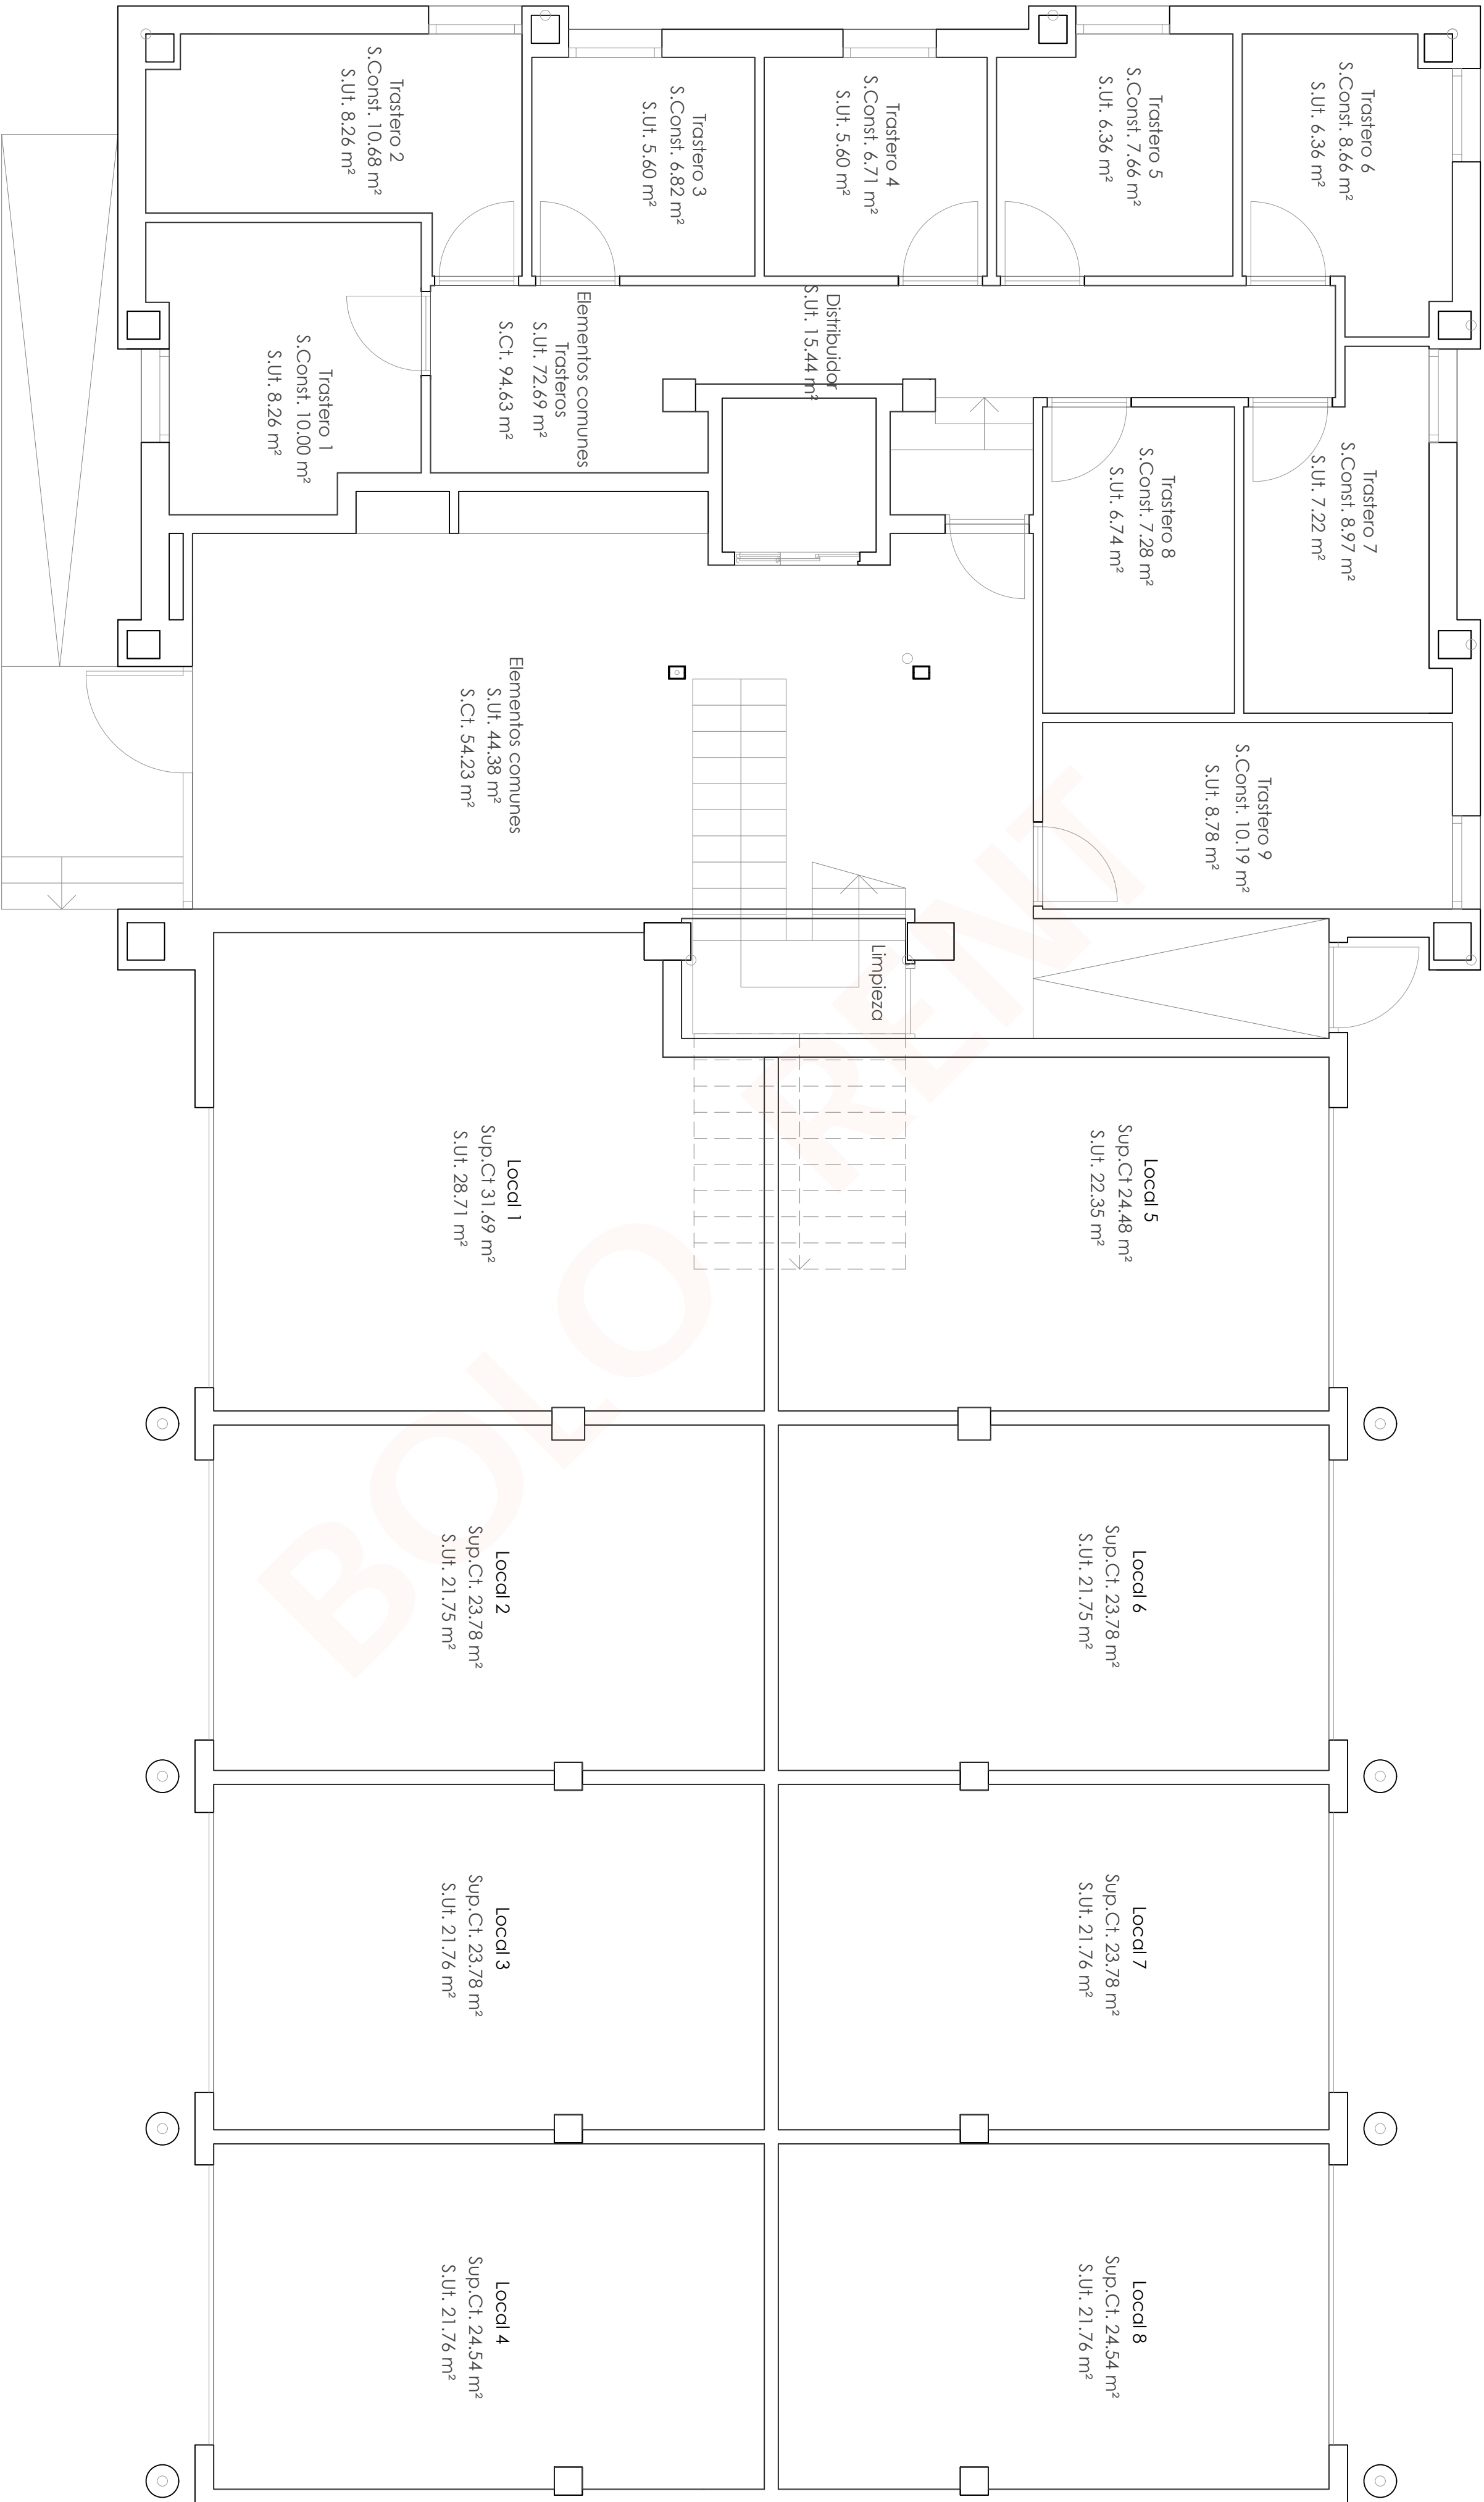 Trastero 2
S.Const. 10.68 m²
S.Ut. 8.26 m²
Trastero 3
S.Const. 6.82 m²
S.Ut. 5.60 m²
Trastero 4
S.Const. 6.71 m²
S.Ut. 5.60 m²
Trastero 5
S.Const. 7.66 m²
S.Ut. 6.36 m²
Trastero 6
S.Const. 8.66 m²
S.Ut. 6.36 m²
Trastero 1
S.Const. 10.00 m²
S.Ut. 8.26 m²
Elementos comunes
Trasteros
S.Ut. 72.69 m²
S.Ct. 94.63 m²
Distribuidor
S.Ut. 15.44 m²
Trastero 8
S.Const. 7.28 m²
S.Ut. 6.74 m²
Trastero 7
S.Const. 8.97 m²
S.Ut. 7.22 m²
Elementos comunes
S.Ut. 44.38 m²
S.Ct. 54.23 m²
Trastero 9
S.Const. 10.19 m²
S.Ut. 8.78 m²
Limpieza
Local 1
Sup.Ct 31.69 m²
S.Ut. 28.71 m²
Local 5
Sup.Ct 24.48 m²
S.Ut. 22.35 m²
Local 2
Sup.Ct. 23.78 m²
S.Ut. 21.75 m²
Local 6
Sup.Ct. 23.78 m²
S.Ut. 21.75 m²
Local 3
Sup.Ct. 23.78 m²
S.Ut. 21.76 m²
Local 7
Sup.Ct. 23.78 m²
S.Ut. 21.76 m²
Local 4
Sup.Ct. 24.54 m²
S.Ut. 21.76 m²
Local 8
Sup.Ct. 24.54 m²
S.Ut. 21.76 m²
BOLO RENT